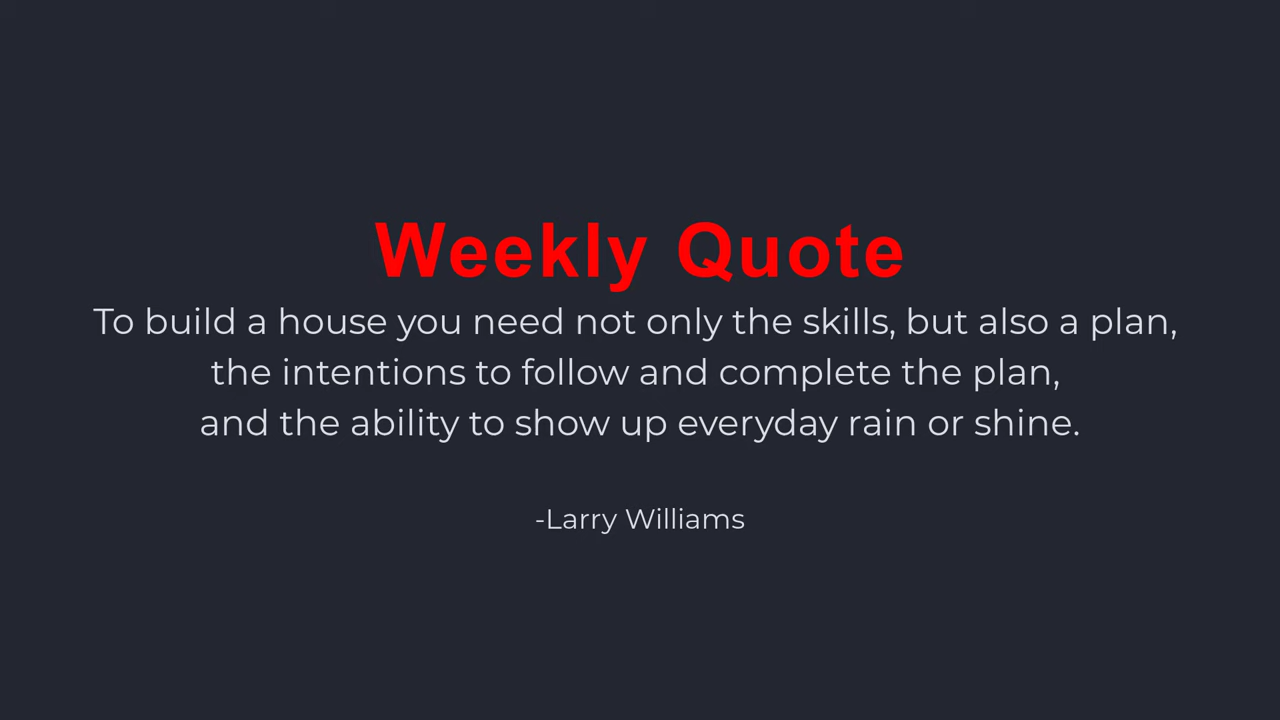 Weekly Quote
To build a house you need not only the skills, but also a plan,
the intentions to follow and complete the plan,
and the ability to show up everyday rain or shine.
-Larry Williams